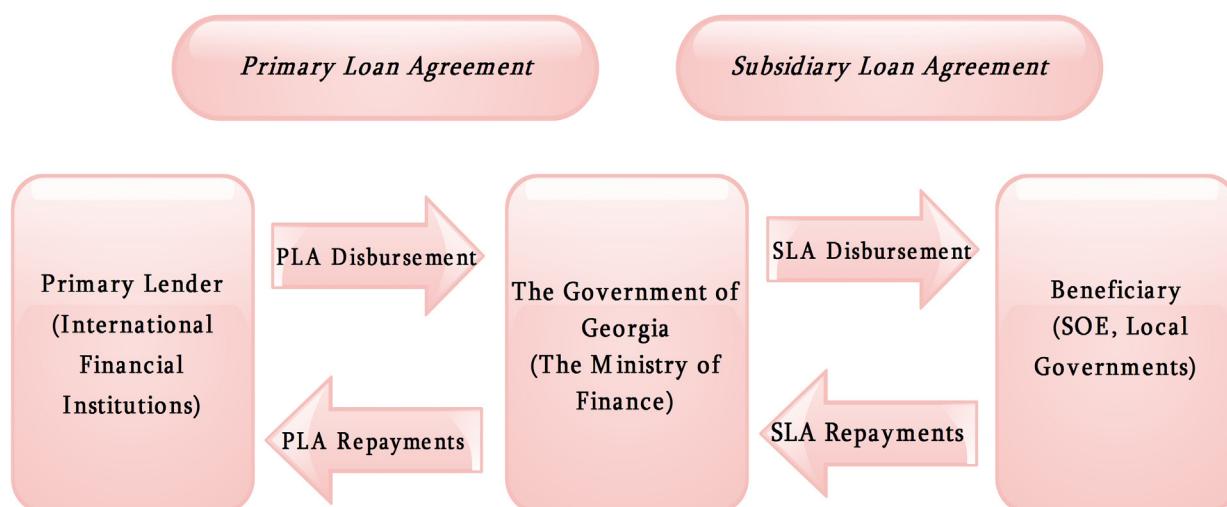 Primary Loan Agreement
Subsidiary Loan Agreement
Primary Lender
(International
Financial
Institutions)
PLA Disbursement
PLA Repayments
The Government of
Georgia
(The Ministry of
Finance)
SLA Disbursement
SLA Repayments
Beneficiary
(SOE, Local
Governments)